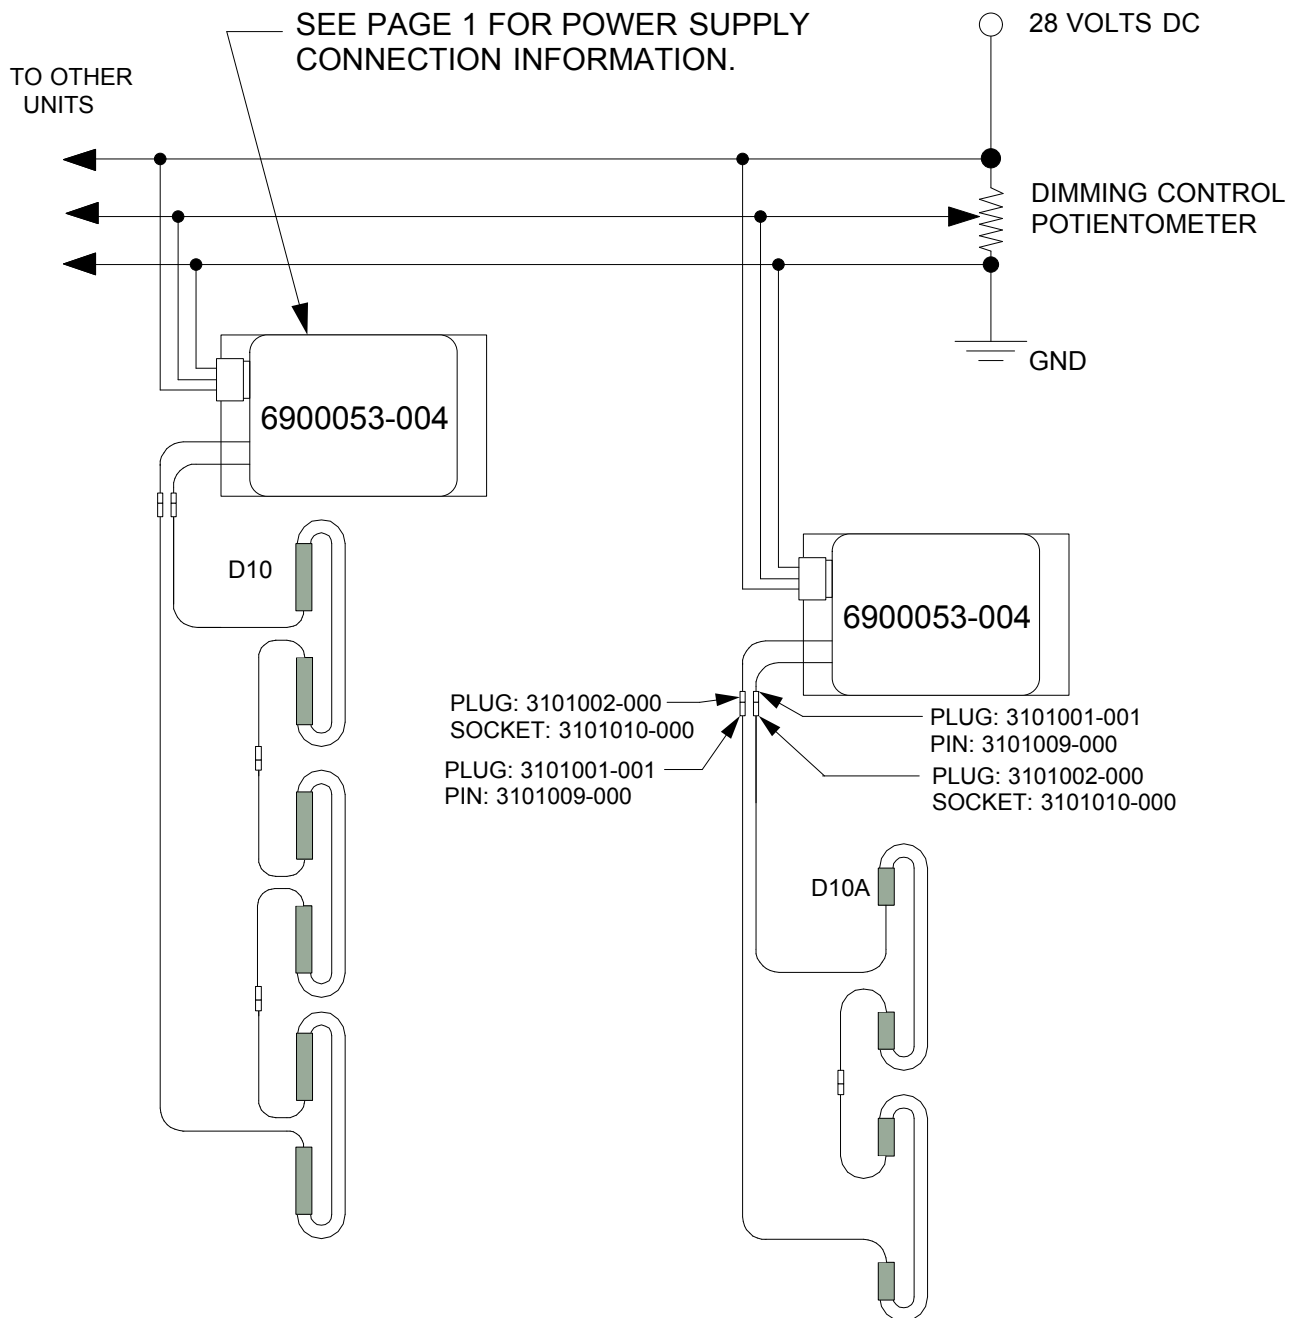 SEE PAGE 1 FOR POWER SUPPLY
CONNECTION INFORMATION.
28 VOLTS DC
TO OTHER
UNITS
DIMMING CONTROL
POTIENTOMETER
GND
6900053-004
D10
6900053-004
PLUG: 3101002-000
SOCKET: 3101010-000
PLUG: 3101001-001
PIN: 3101009-000
PLUG: 3101001-001
PIN: 3101009-000
PLUG: 3101002-000
SOCKET: 3101010-000
D10A